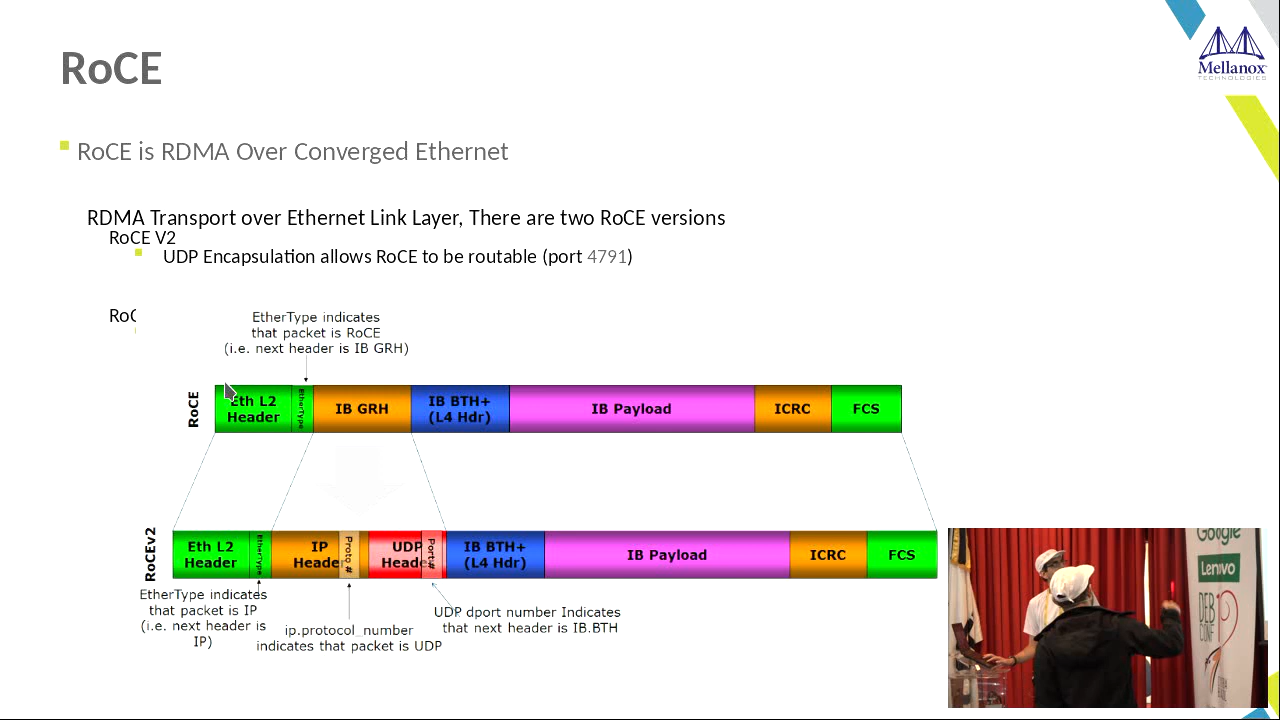 RoCE
Mellanox
TECHNOLOGIES
RoCE is RDMA Over Converged Ethernet
RDMA Transport over Ethernet Link Layer, There are two RoCE versions
RoCE V2
UDP Encapsulation allows RoCE to be routable (port 4791)
RoC
EtherType indicates
that packet is RoCE
(i.e. next header is IB GRH)
RoCE
Eth L2
Header
EtherType
IB GRH
IB BTH+
(L4 Hdr)
IB Payload
ICRC
FCS
RoCEv2
Eth L2
Header
EtherType
IP
Header
Proto #
UDP
Header
Port #
IB BTH+
(L4 Hdr)
IB Payload
ICRC
FCS
EtherType indicates
that packet is IP
(i.e. next header is
IP)
ip.protocol_number
indicates that packet is UDP
UDP dport number Indicates
that next header is IB.BTH
Google
Lenovo
DEB
CONF